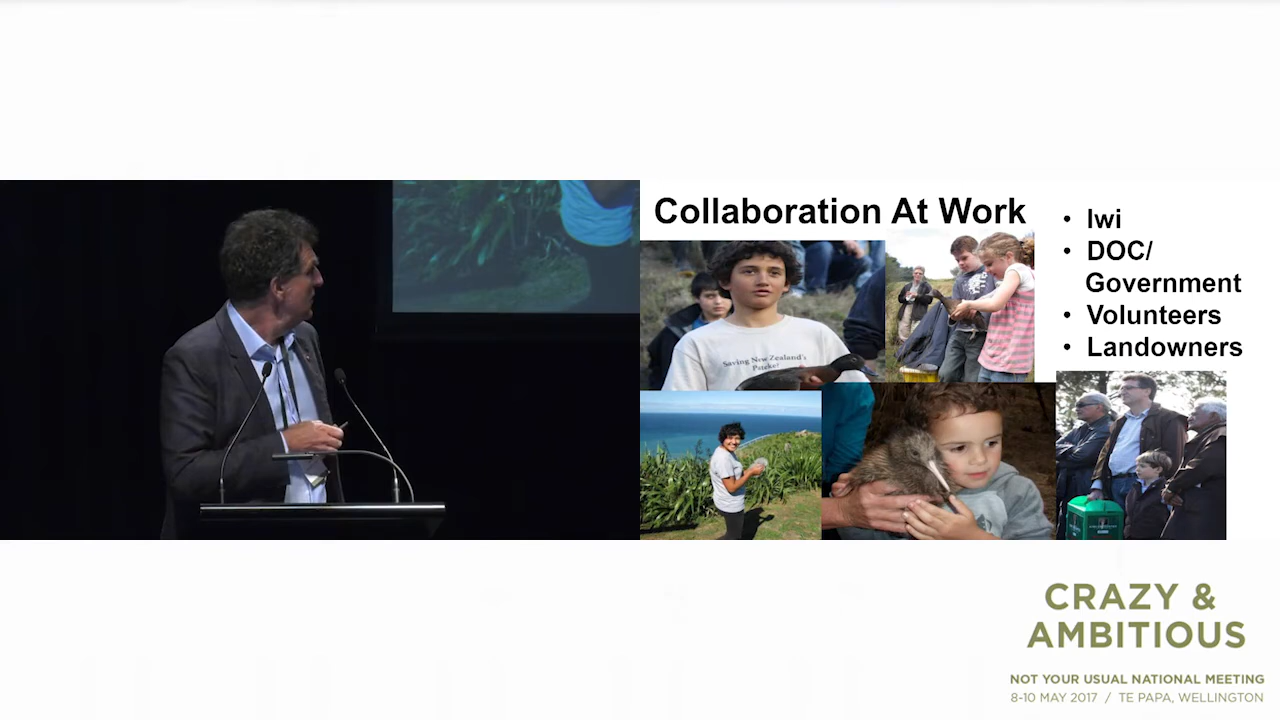 Collaboration At Work
• Iwi
• DOC/
Government
• Volunteers
• Landowners
Saving New Zealand's
Pateke?
CRAZY &
AMBITIOUS
NOT YOUR USUAL NATIONAL MEETING
8-10 MAY 2017 / TE PAPA, WELLINGTON